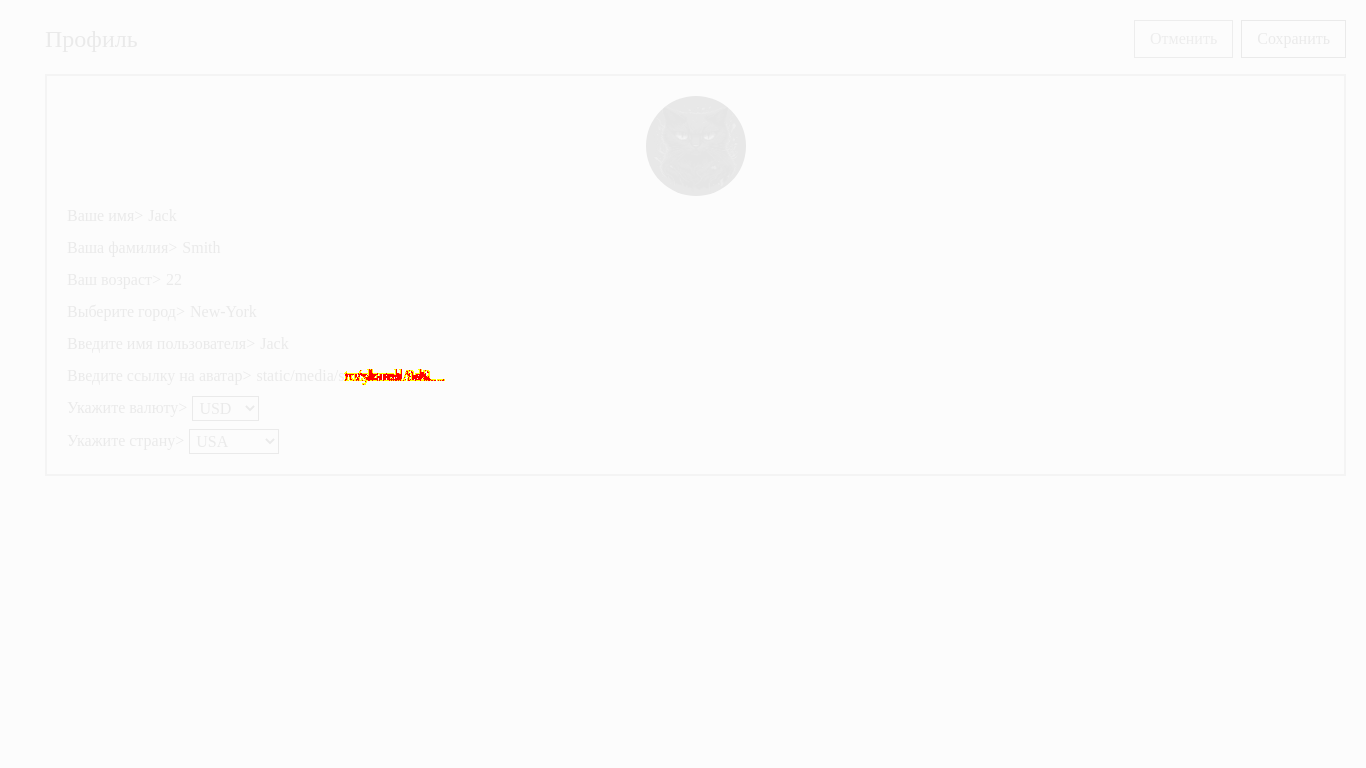 Профиль
Отменить
Сохранить
Ваше имя> Jack
Ваша фамилия> Smith
Ваш возраст> 22
Выберите город> New-York
Введите имя пользователя> Jack
Введите ссылку на аватар> static/media/
Укажите валюту> USD
Укажите страну> USA